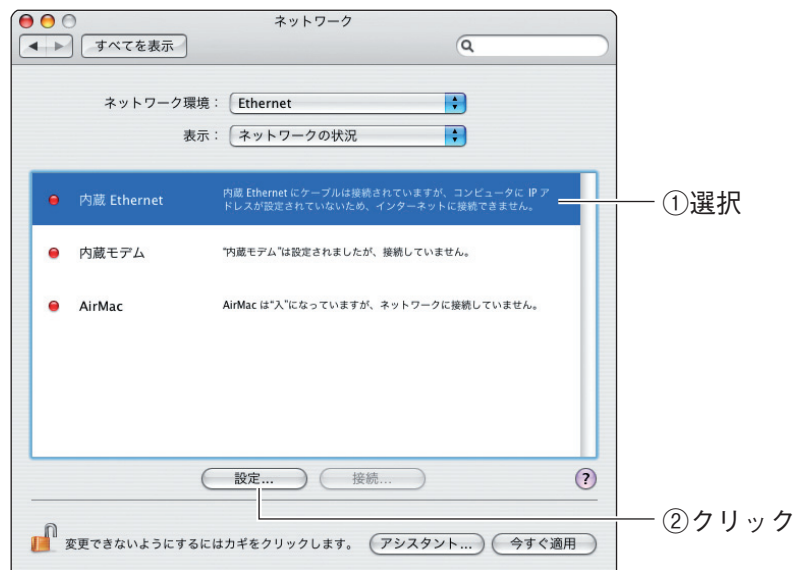 ネットワーク
すべてを表示
ネットワーク環境： Ethernet
表示： ネットワークの状況
内蔵 Ethernet
内蔵 Ethernet にケーブルは接続されていますが、コンピュータに IP ア
ドレスが設定されていないため、インターネットに接続できません。
①選択
内蔵モデム
“内蔵モデム”は設定されましたが、接続していません。
AirMac
AirMac は“入”になっていますが、ネットワークに接続していません。
設定... 接続... ?
②クリック
変更できないようにするにはカギをクリックします。 アシスタント... 今すぐ適用